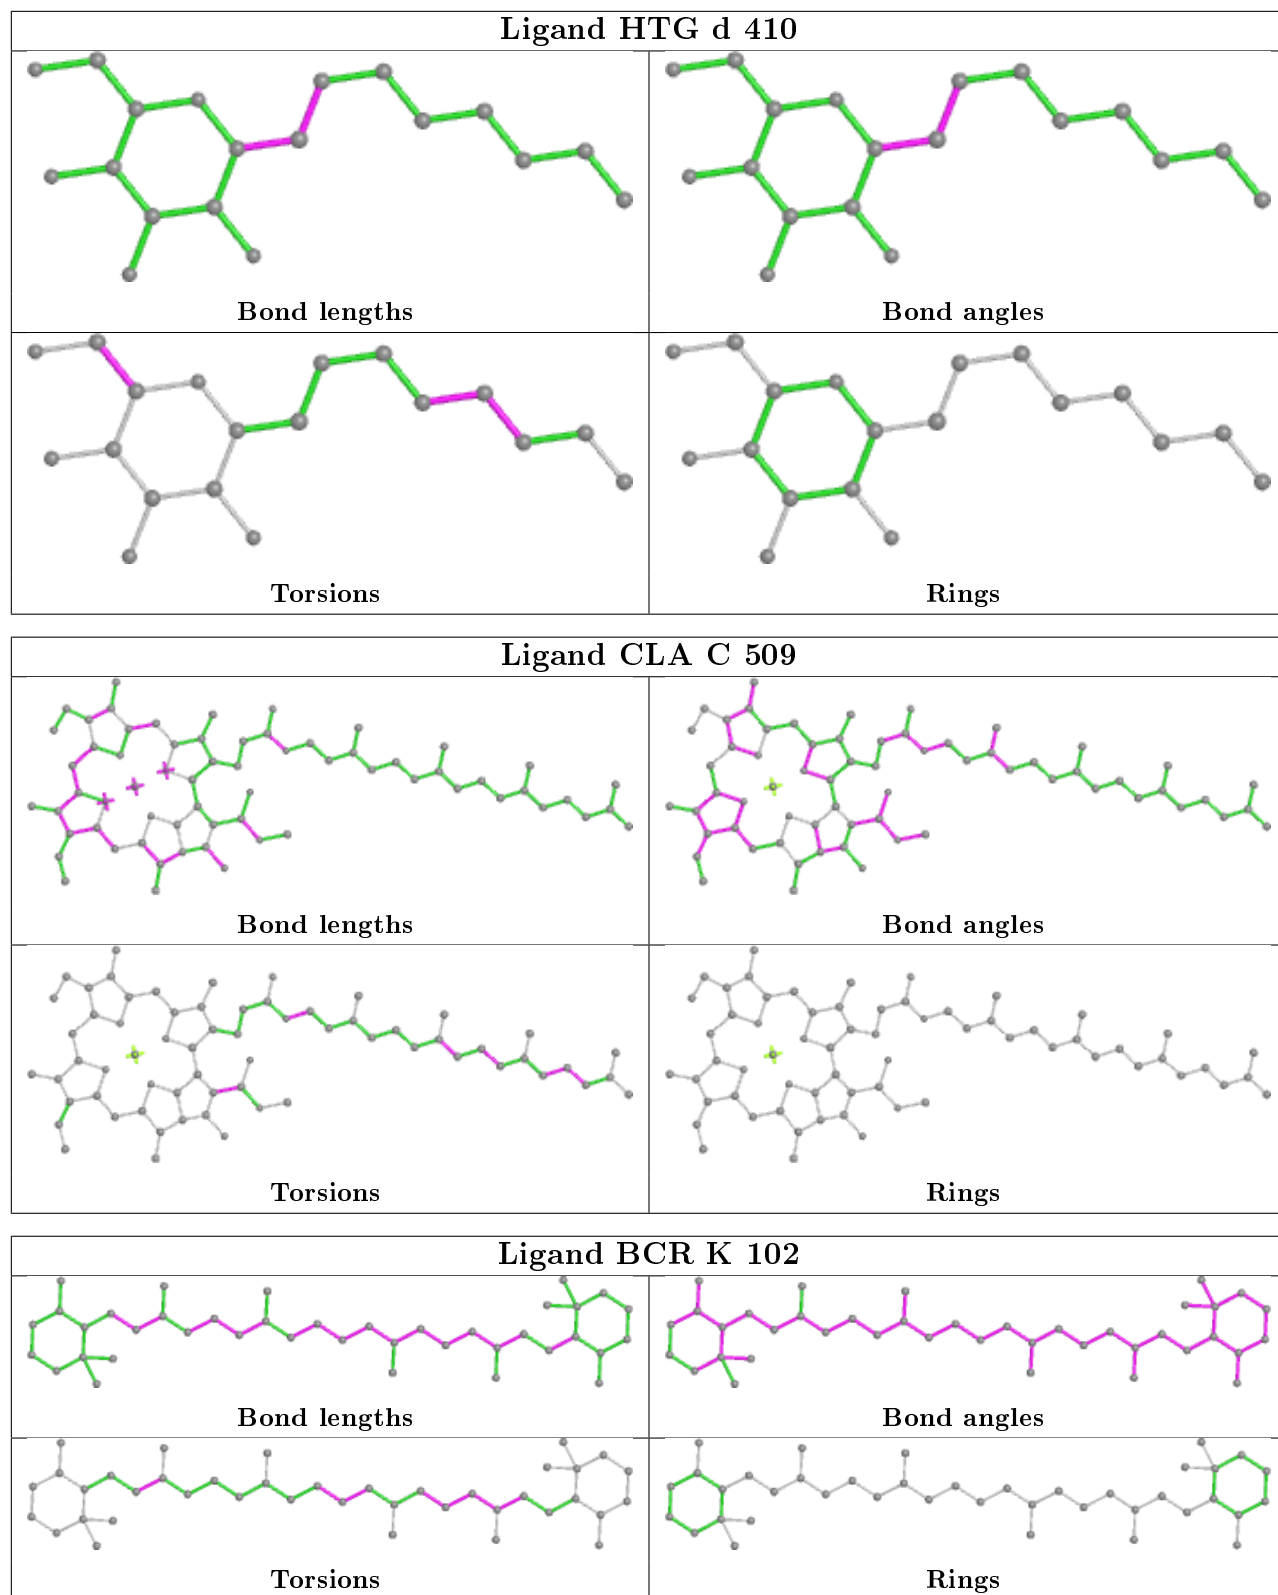 Ligand HTG d 410
Bond lengths
Bond angles
Torsions
Rings
Ligand CLA C 509
Bond lengths
Bond angles
Torsions
Rings
Ligand BCR K 102
Bond lengths
Bond angles
Torsions
Rings